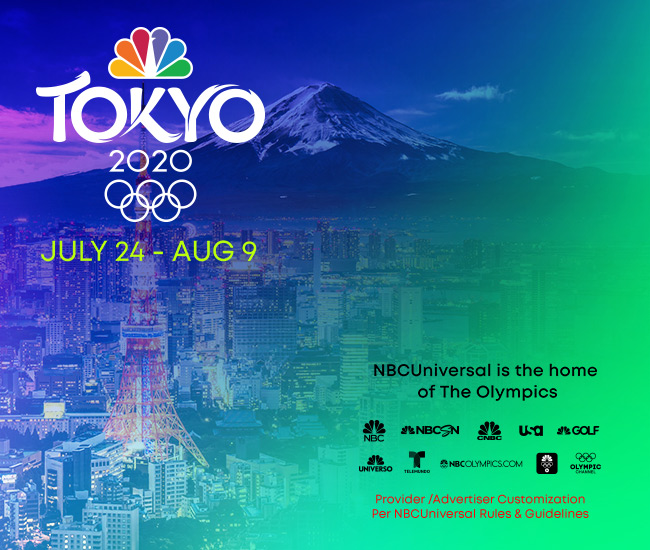 TOKYO
2020
JULY 24 - AUG 9
NBCUniversal is the home
of The Olympics
NBC NBCSN CNBC USA GOLF
UNIVERSO TELEMUNDO NBCOLYMPICS.COM OLYMPIC
CHANNEL
Provider /Advertiser Customization
Per NBCUniversal Rules & Guidelines